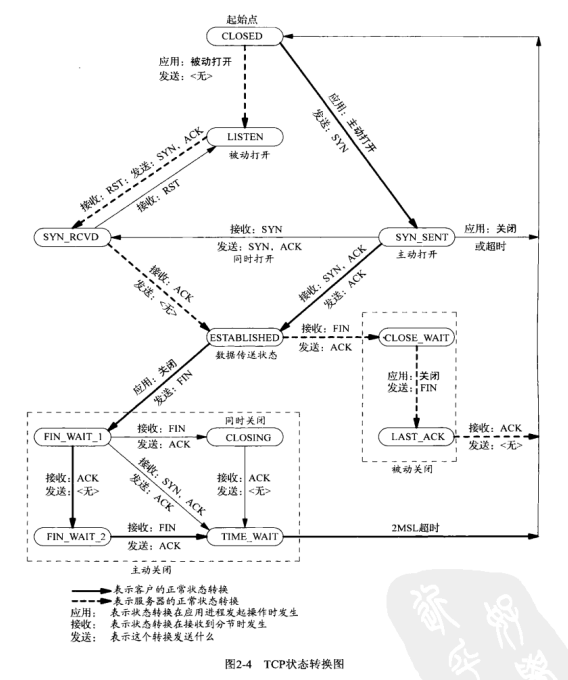 起始点
CLOSED
应用：被动打开
发送：<无>
应用：主动打开
发送：SYN
LISTEN
被动打开
接收：RST；发送：SYN，ACK
接收：RST
SYN_RCVD
接收：SYN
发送：SYN，ACK
同时打开
SYN_SENT
主动打开
应用：关闭
或超时
接收：ACK
发送：<无>
接收：SYN，ACK
发送：ACK
ESTABLISHED
数据传送状态
接收：FIN
发送：ACK
CLOSE_WAIT
应用：关闭
发送：FIN
应用：关闭
发送：FIN
FIN_WAIT_1
接收：FIN
发送：ACK
同时关闭
CLOSING
LAST_ACK
接收：ACK
发送：<无>
被动关闭
接收：ACK
发送：<无>
接收：SYN，ACK
发送：ACK
接收：ACK
发送：<无>
FIN_WAIT_2
接收：FIN
发送：ACK
TIME_WAIT
2MSL超时
主动关闭
表示客户的正常状态转换
表示服务器的正常状态转换
应用： 表示状态转换在应用进程发起操作时发生
接收： 表示状态转换在接收到分节时发生
发送： 表示这个转换发送什么
图2-4 TCP状态转换图